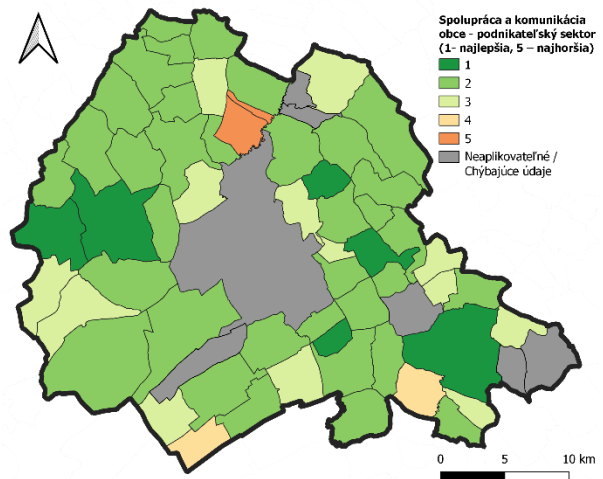 Spolupráca a komunikácia
obce - podnikateľský sektor
(1- najlepšia, 5 – najhoršia)
1
2
3
4
5
Neaplikovateľné /
Chýbajúce údaje
0 5 10 km